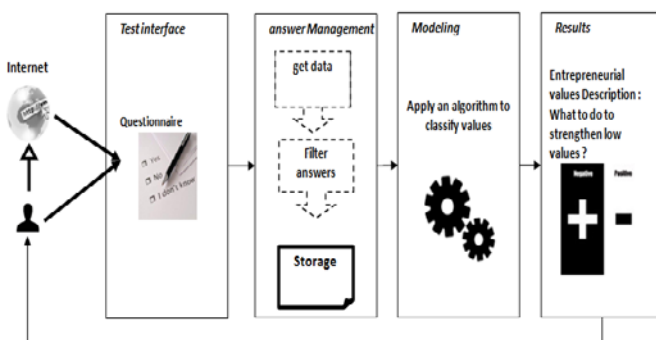 Internet
Test interface
Questionnaire
Yes
No
I don't know
answer Management
get data
Filter
answers
Storage
Modeling
Apply an algorithm to
classify values
Results
Entrepreneurial
values Description :
What to do to
strengthen low
values ?
Negative
Positive